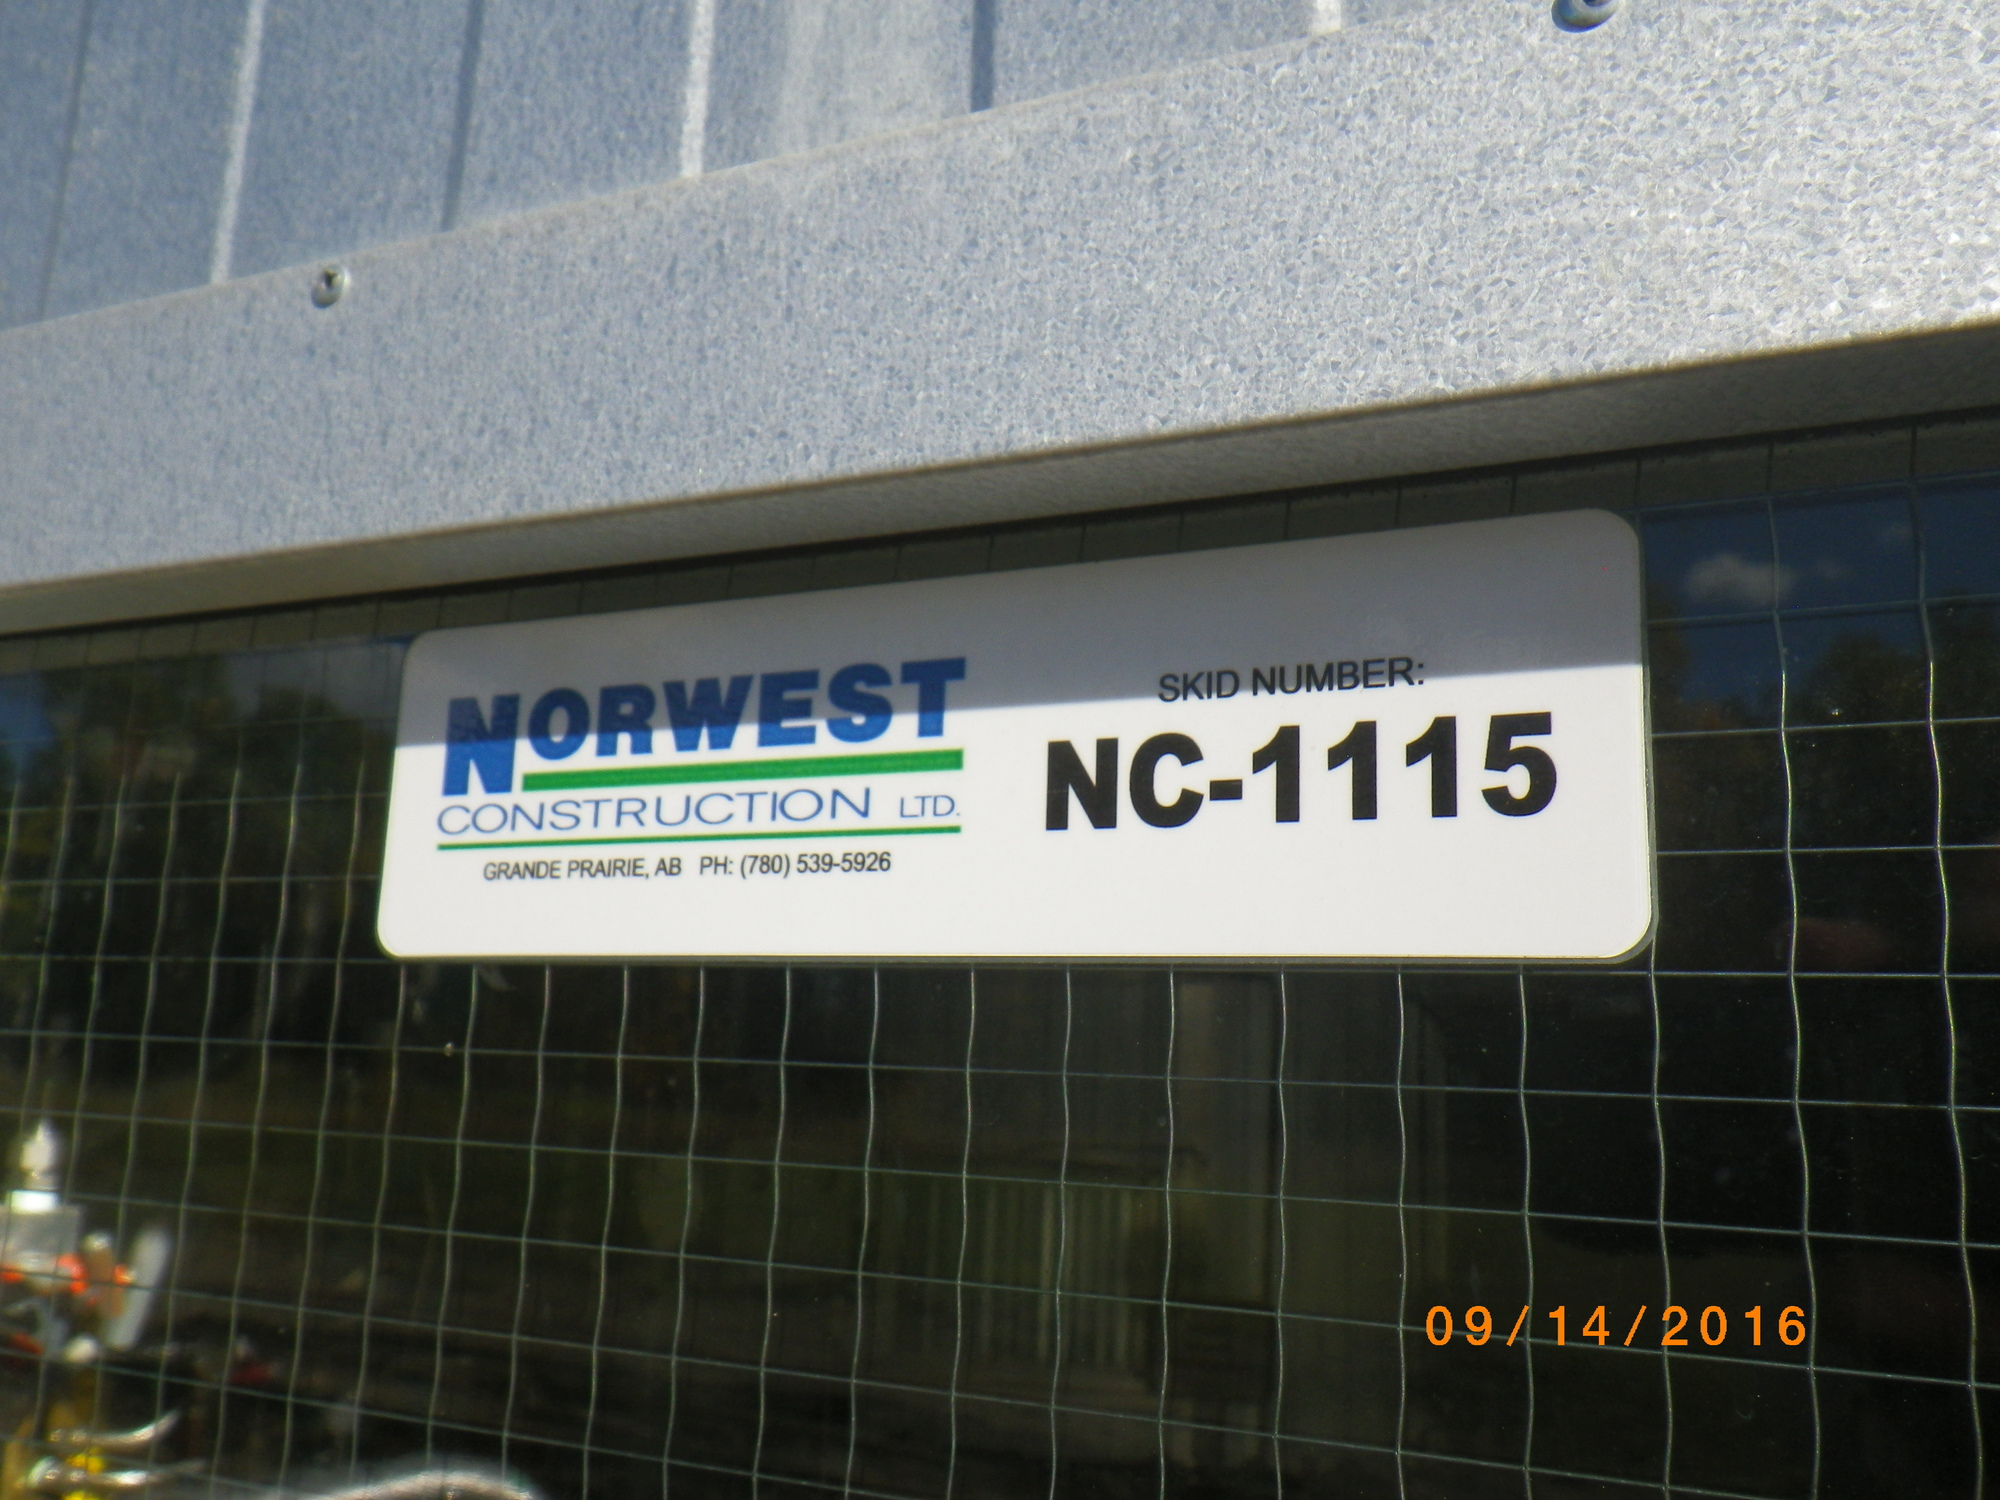 NORWEST
CONSTRUCTION LTD.
GRANDE PRAIRIE, AB PH: (780) 539-5926
SKID NUMBER:
NC-1115
09/14/2016